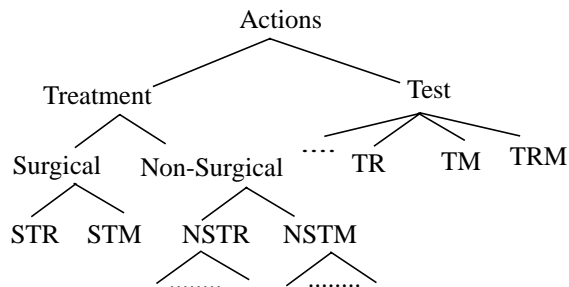 Actions
Treatment Test
Surgical Non-Surgical .... TR TM TRM
STR STM NSTR NSTM
........ ........